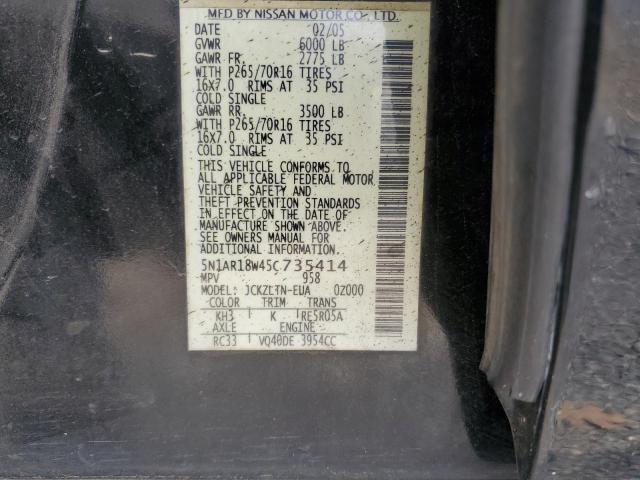 MFD BY NISSAN MOTOR CO., LTD.
DATE 02/05
GVWR 6000 LB
GAWR FR. 2775 LB
WITH P265/70R16 TIRES
16X7.0 RIMS AT 35 PSI
COLD SINGLE
GAWR RR. 3500 LB
WITH P265/70R16 TIRES
16X7.0 RIMS AT 35 PSI
COLD SINGLE
THIS VEHICLE CONFORMS TO
ALL APPLICABLE FEDERAL MOTOR
VEHICLE SAFETY AND
THEFT PREVENTION STANDARDS
IN EFFECT ON THE DATE OF
MANUFACTURE SHOWN ABOVE.
SEE OWNERS MANUAL FOR
ADDITIONAL INFORMATION.
5N1AR18W45C735414
MPV 958
MODEL: JCKZLTN-EUA 0Z000
COLOR TRIM TRANS
KH3 K RE5R05A
AXLE ENGINE
RC33 VQ40DE 3954CC